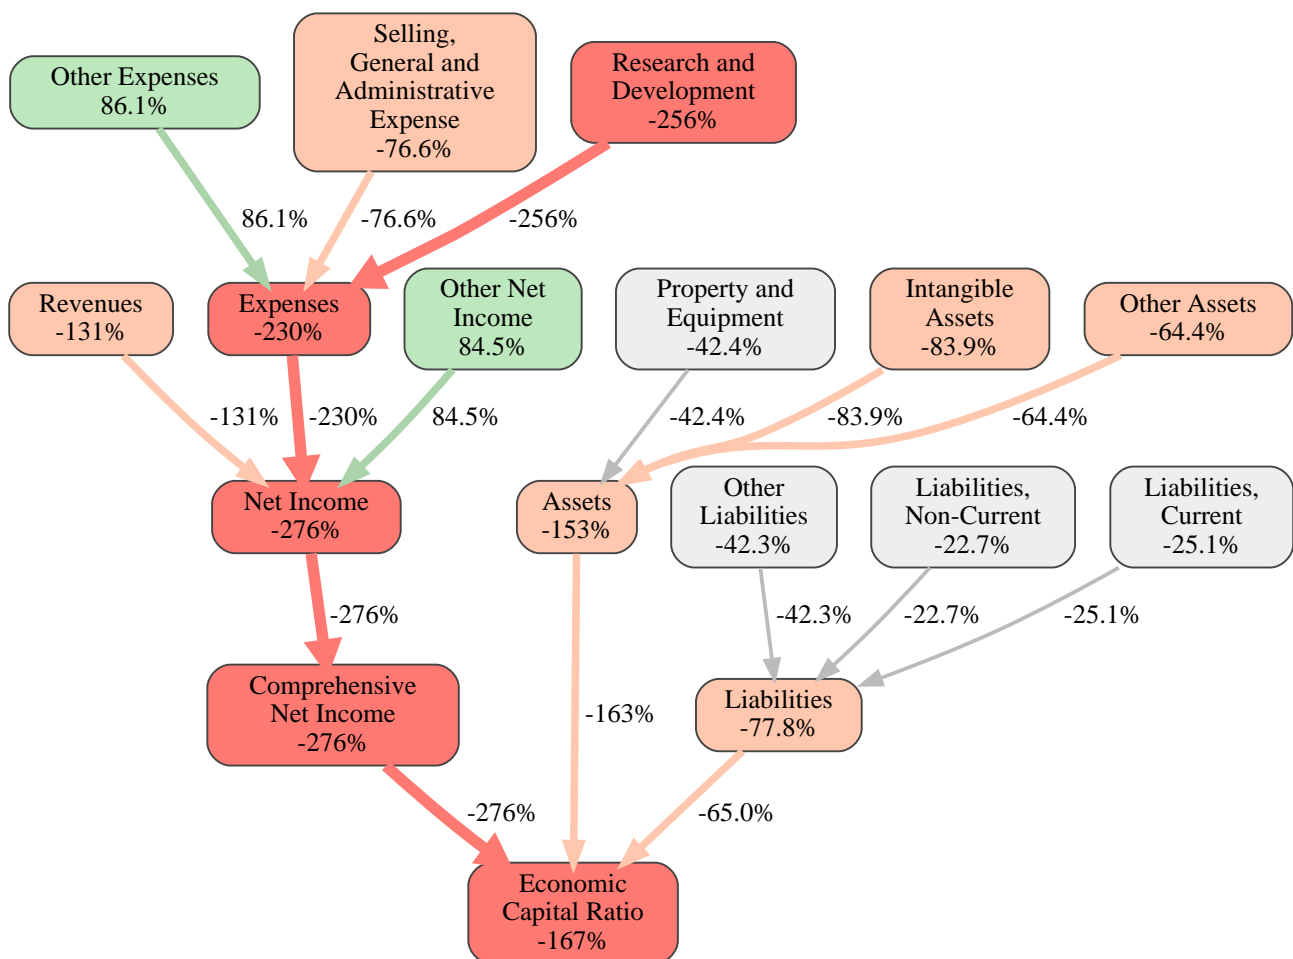 Other Expenses
86.1%
Selling,
General and
Administrative
Expense
-76.6%
Research and
Development
-256%
86.1%
-76.6%
-256%
Revenues
-131%
Expenses
-230%
Other Net
Income
84.5%
Property and
Equipment
-42.4%
Intangible
Assets
-83.9%
Other Assets
-64.4%
-131%
-230%
84.5%
-42.4%
-83.9%
-64.4%
Net Income
-276%
Assets
-153%
Other
Liabilities
-42.3%
Liabilities,
Non-Current
-22.7%
Liabilities,
Current
-25.1%
-276%
-42.3%
-22.7%
-25.1%
Comprehensive
Net Income
-276%
-163%
Liabilities
-77.8%
-276%
-65.0%
Economic
Capital Ratio
-167%